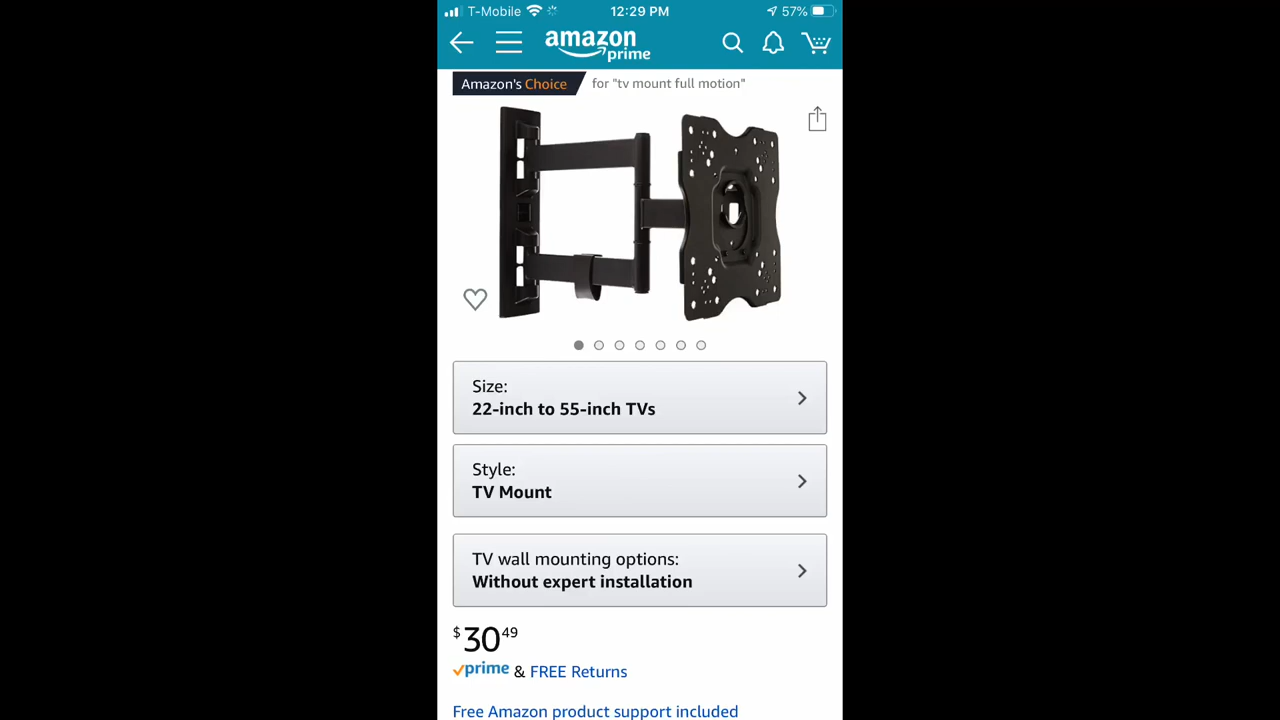 T-Mobile 12:29 PM 57%
amazon prime
Amazon's Choice for "tv mount full motion"
Size:
22-inch to 55-inch TVs
Style:
TV Mount
TV wall mounting options:
Without expert installation
$30 49
prime & FREE Returns
Free Amazon product support included